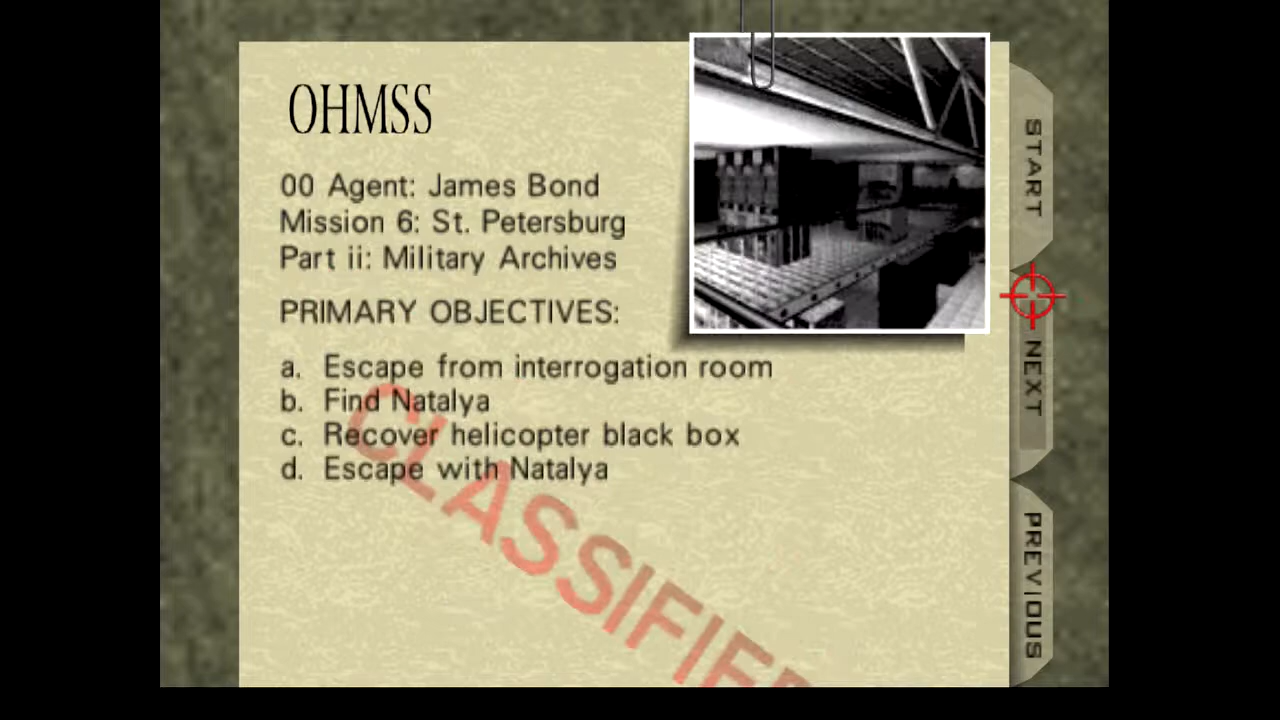 OHMSS
00 Agent: James Bond
Mission 6: St. Petersburg
Part ii: Military Archives
PRIMARY OBJECTIVES:
a. Escape from interrogation room
b. Find Natalya
c. Recover helicopter black box
d. Escape with Natalya
CLASSIFIED
START
NEXT
PREVIOUS